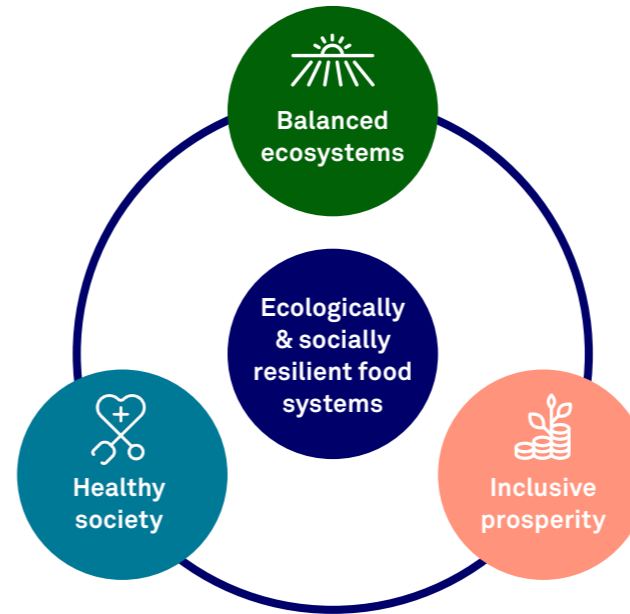 Balanced
ecosystems
Ecologically
& socially
resilient food
systems
Healthy
society
Inclusive
prosperity